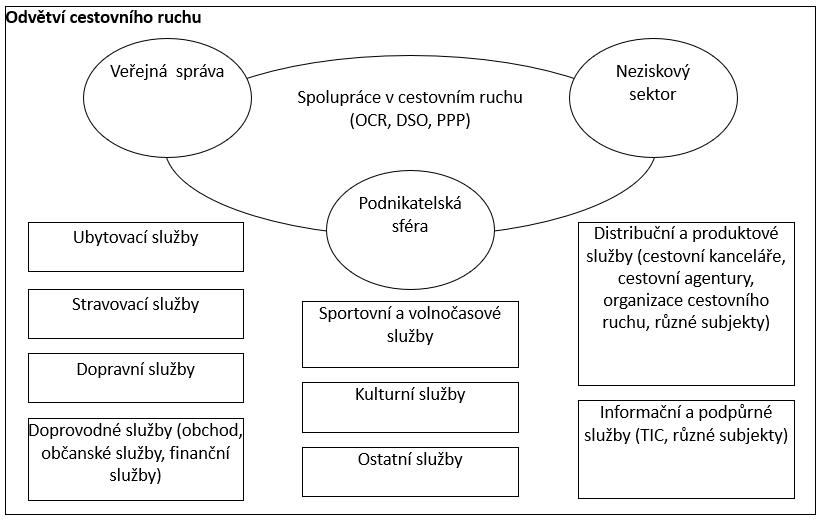 Odvětví cestovního ruchu
Veřejná správa
Neziskový
sektor
Spolupráce v cestovním ruchu
(OCR, DSO, PPP)
Podnikatelská
sféra
Ubytovací služby
Stravovací služby
Dopravní služby
Doprovodné služby (obchod,
občanské služby, finanční
služby)
Sportovní a volnočasové
služby
Kulturní služby
Ostatní služby
Distribuční a produktové
služby (cestovní kanceláře,
cestovní agentury,
organizace cestovního
ruchu, různé subjekty)
Informační a podpůrné
služby (TIC, různé subjekty)